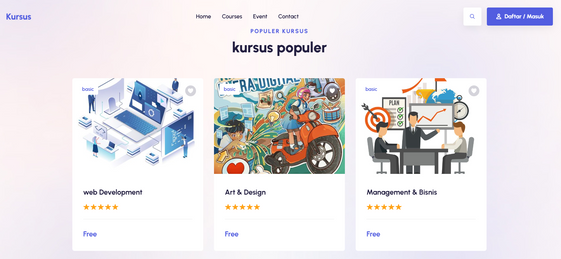 Kursus
Home Courses Event Contact
Daftar / Masuk
POPULER KURSUS
kursus populer
basic
basic
basic
PLAN
web Development
Art & Design
Management & Bisnis
Free
Free
Free